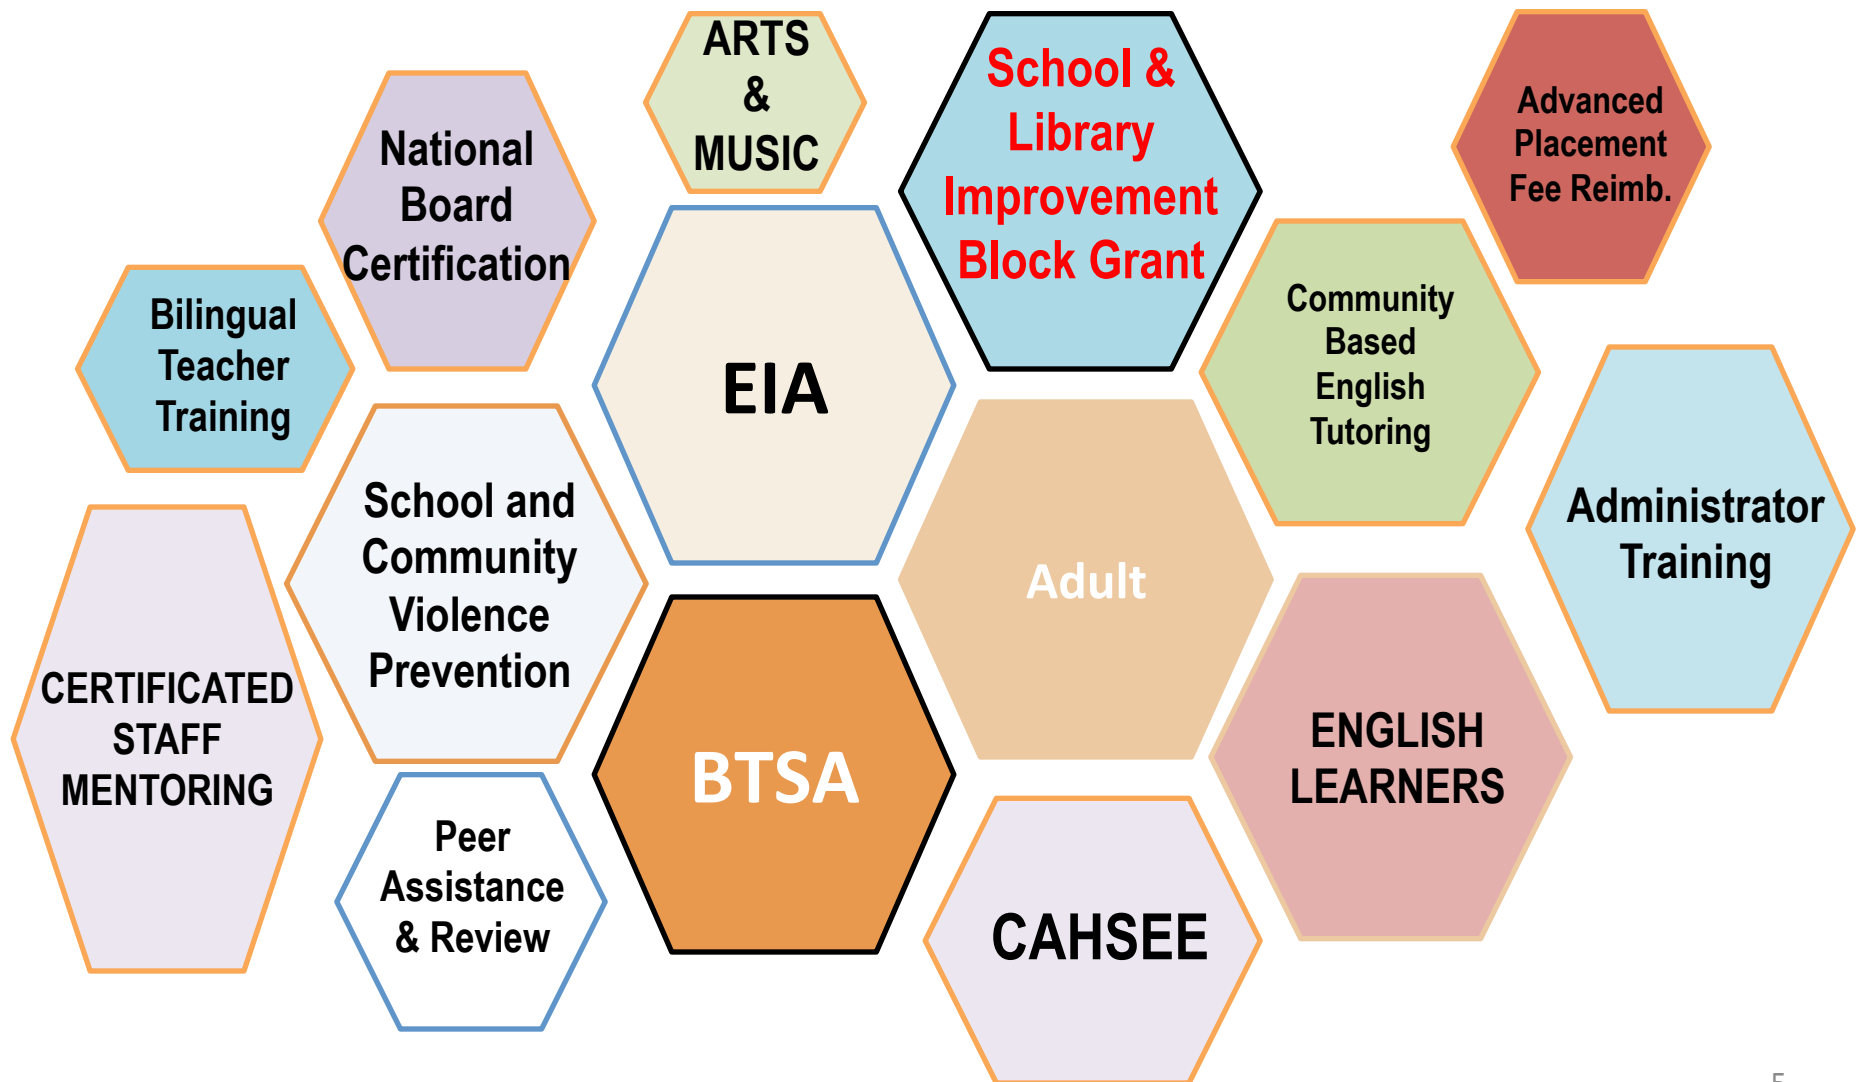 ARTS
&
MUSIC
School &
Library
Improvement
Block Grant
Advanced
Placement
Fee Reimb.
National
Board
Certification
Bilingual
Teacher
Training
EIA
Community
Based
English
Tutoring
Administrator
Training
School and
Community
Violence
Prevention
Adult
CERTIFICATED
STAFF
MENTORING
BTSA
ENGLISH
LEARNERS
Peer
Assistance
& Review
CAHSEE